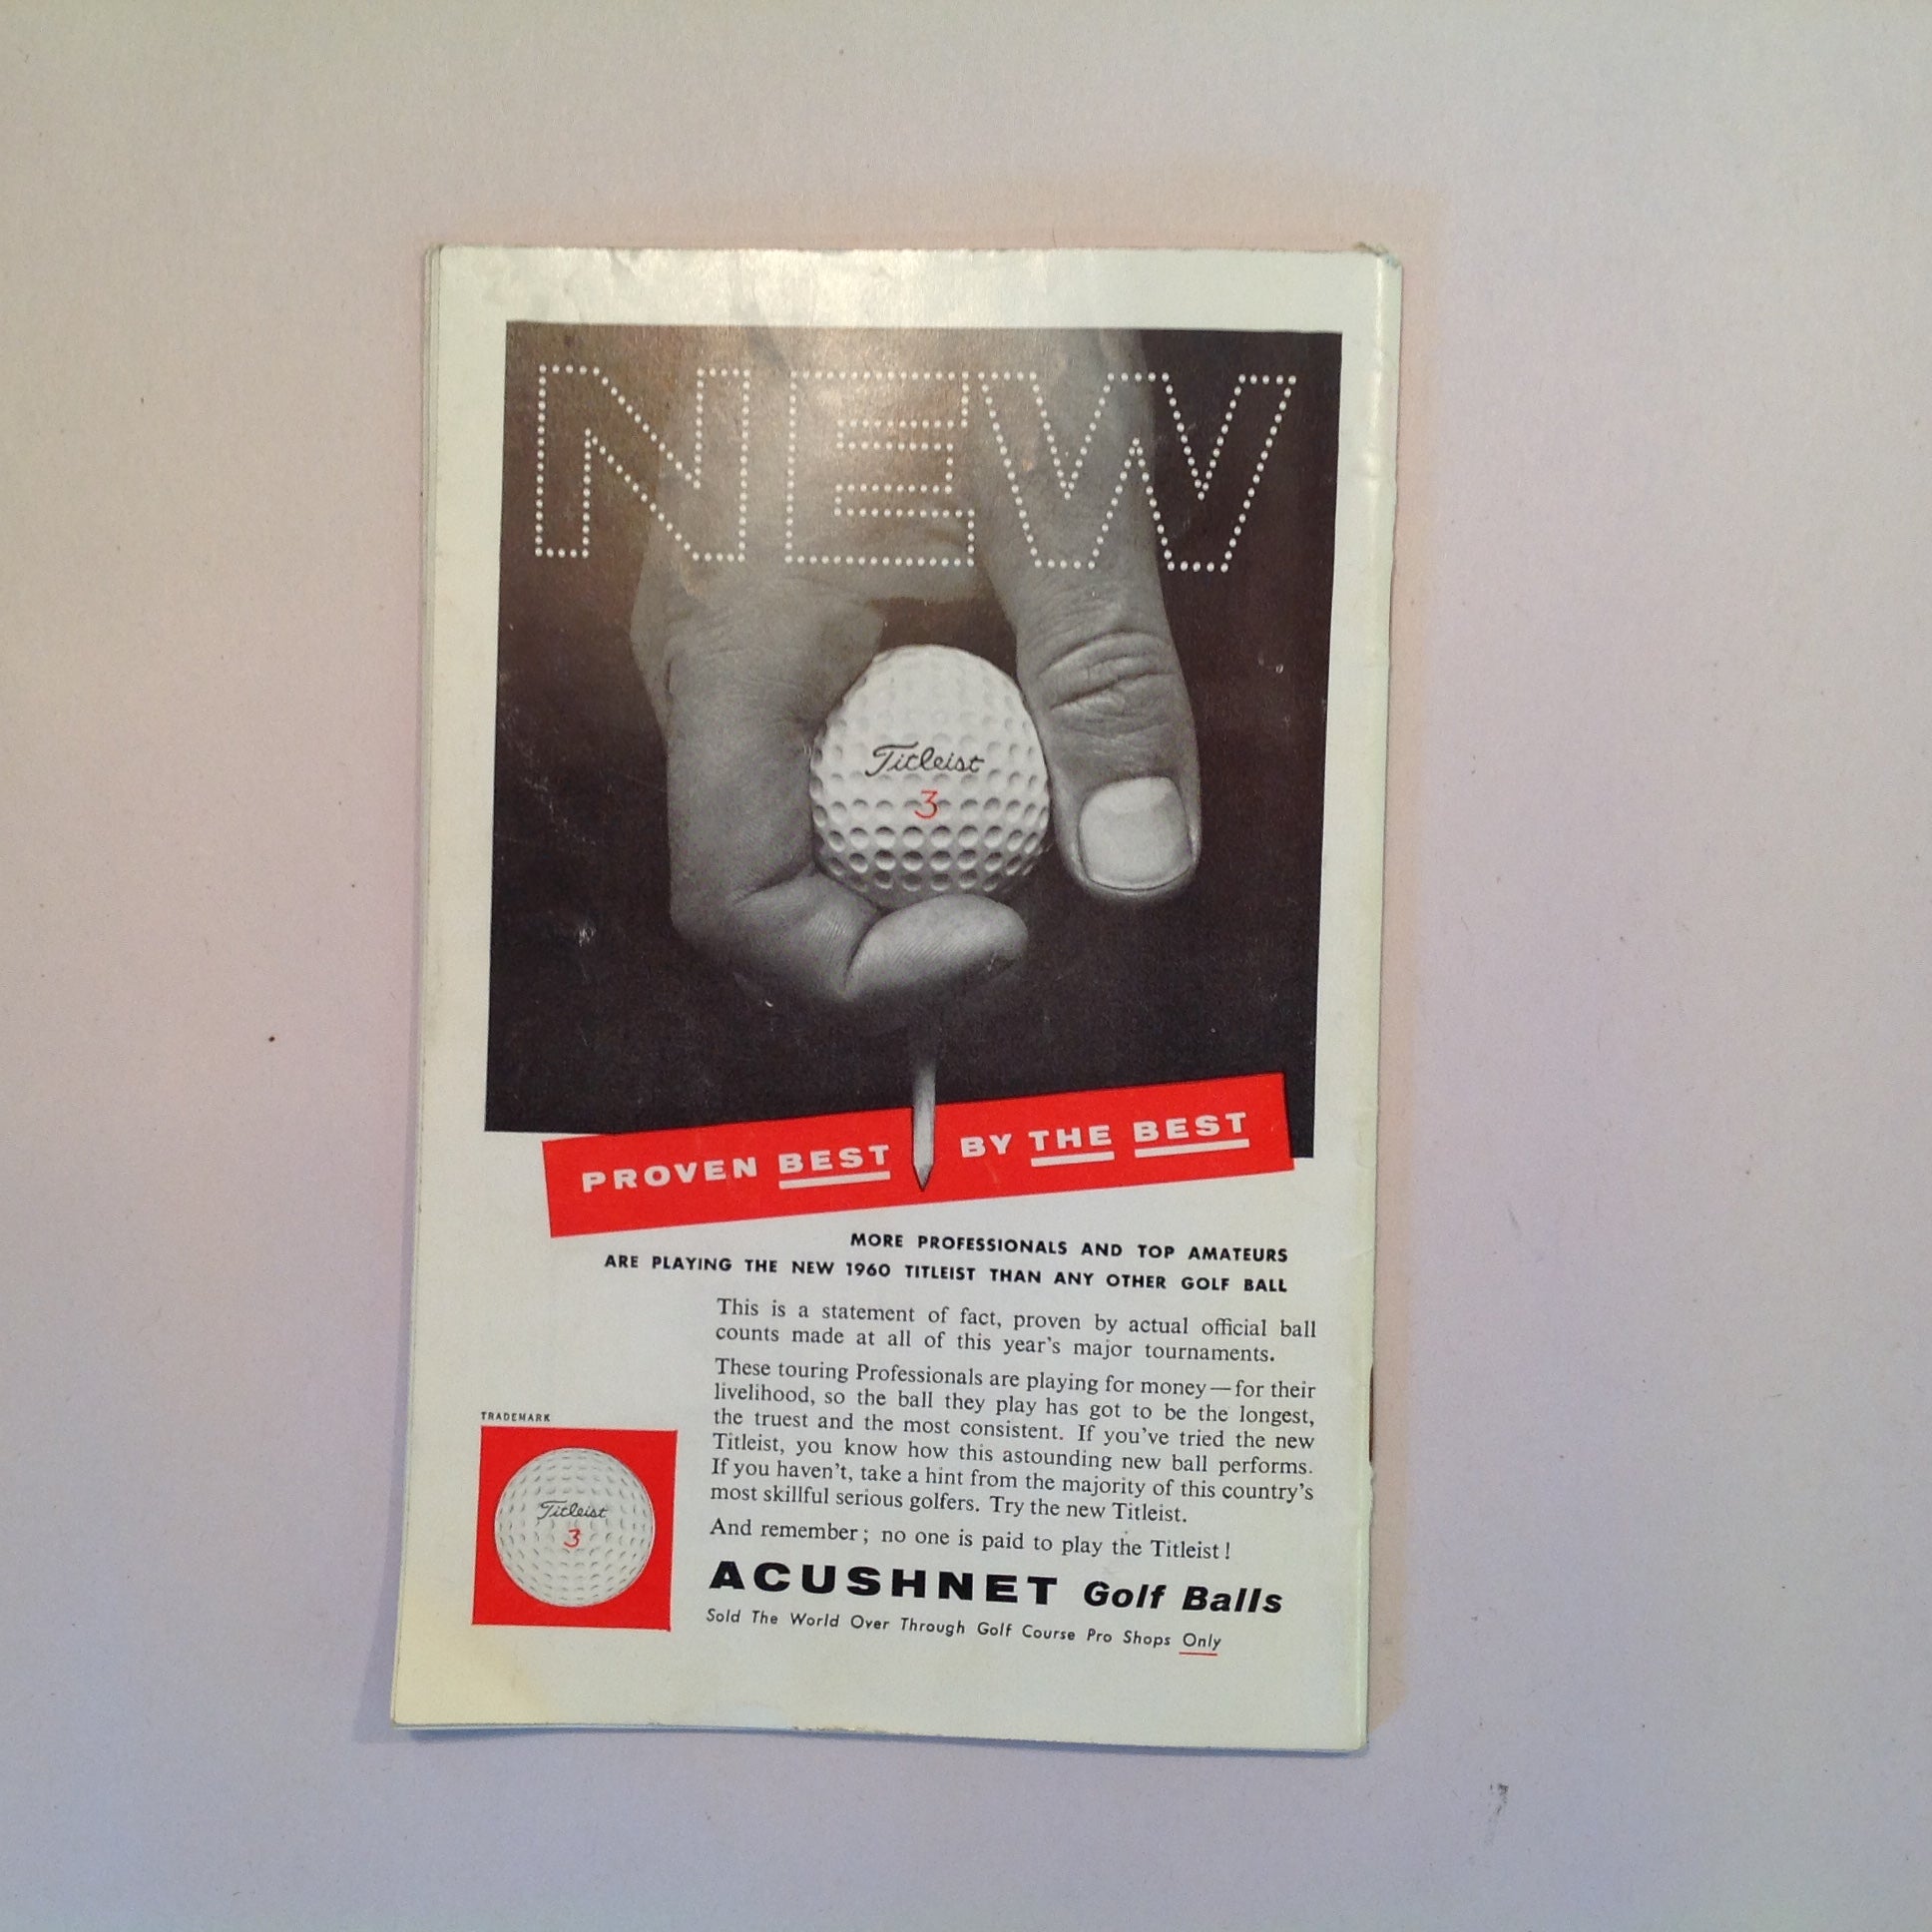 NEW
Titleist
3
PROVEN BEST BY THE BEST
MORE PROFESSIONALS AND TOP AMATEURS
ARE PLAYING THE NEW 1960 TITLEIST THAN ANY OTHER GOLF BALL
This is a statement of fact, proven by actual official ball
counts made at all of this year's major tournaments.
These touring Professionals are playing for money—for their
livelihood, so the ball they play has got to be the longest,
the truest and the most consistent. If you've tried the new
Titleist, you know how this astounding new ball performs.
If you haven't, take a hint from the majority of this country's
most skillful serious golfers. Try the new Titleist.
And remember; no one is paid to play the Titleist!
TRADEMARK
Titleist
3
ACUSHNET Golf Balls
Sold The World Over Through Golf Course Pro Shops Only